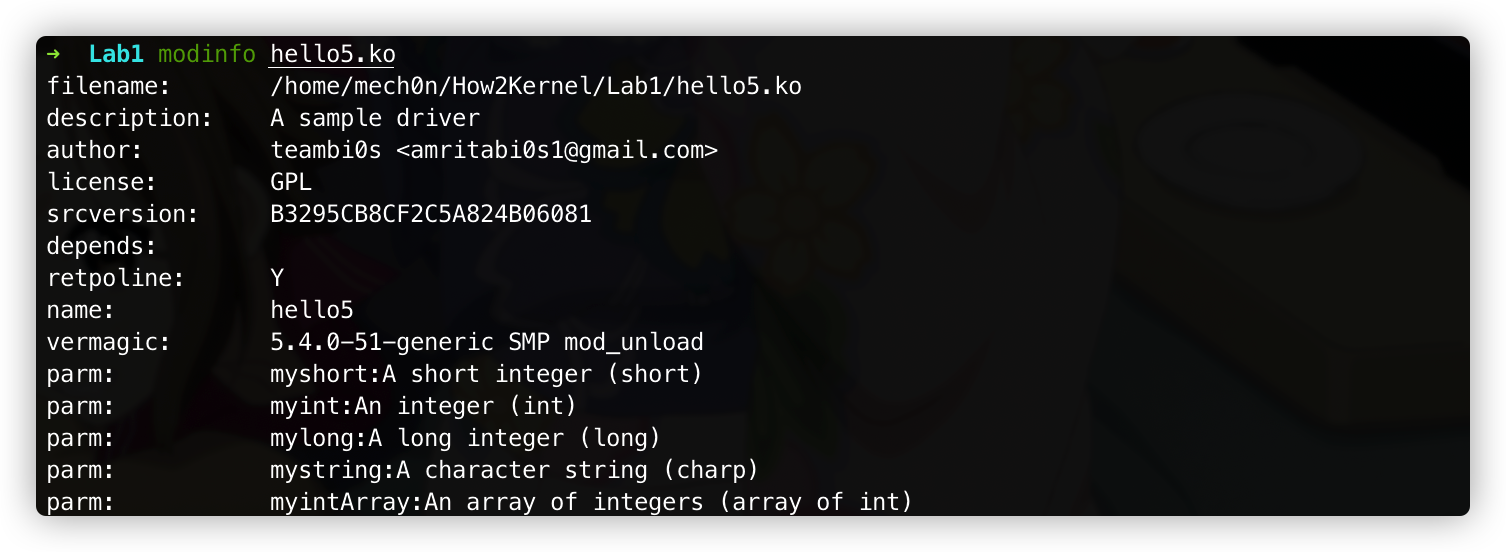 → Lab1 modinfo hello5.ko
filename: /home/mech0n/How2Kernel/Lab1/hello5.ko
description: A sample driver
author: teambi0s <amritabi0s1@gmail.com>
license: GPL
srcversion: B3295CB8CF2C5A824B06081
depends:
retpoline: Y
name: hello5
vermagic: 5.4.0-51-generic SMP mod_unload
parm: myshort:A short integer (short)
parm: myint:An integer (int)
parm: mylong:A long integer (long)
parm: mystring:A character string (charp)
parm: myintArray:An array of integers (array of int)